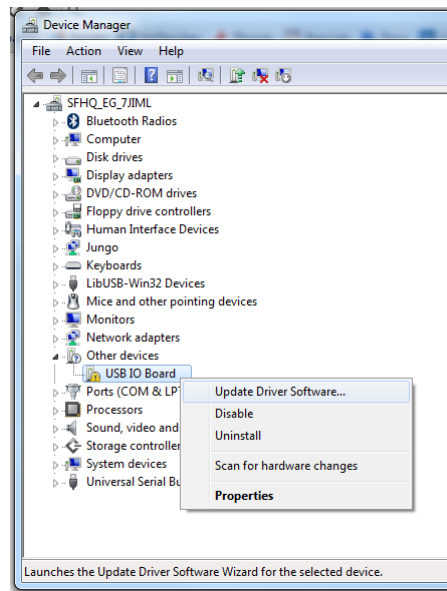 Device Manager
File Action View Help
SFHQ_EG_7JIML
Bluetooth Radios
Computer
Disk drives
Display adapters
DVD/CD-ROM drives
Floppy drive controllers
Human Interface Devices
Jungo
Keyboards
LibUSB-Win32 Devices
Mice and other pointing devices
Monitors
Network adapters
Other devices
USB IO Board
Update Driver Software...
Ports (COM & LP
Disable
Processors
Sound, video and
Uninstall
Storage controller
System devices
Scan for hardware changes
Universal Serial Bu
Properties
Launches the Update Driver Software Wizard for the selected device.